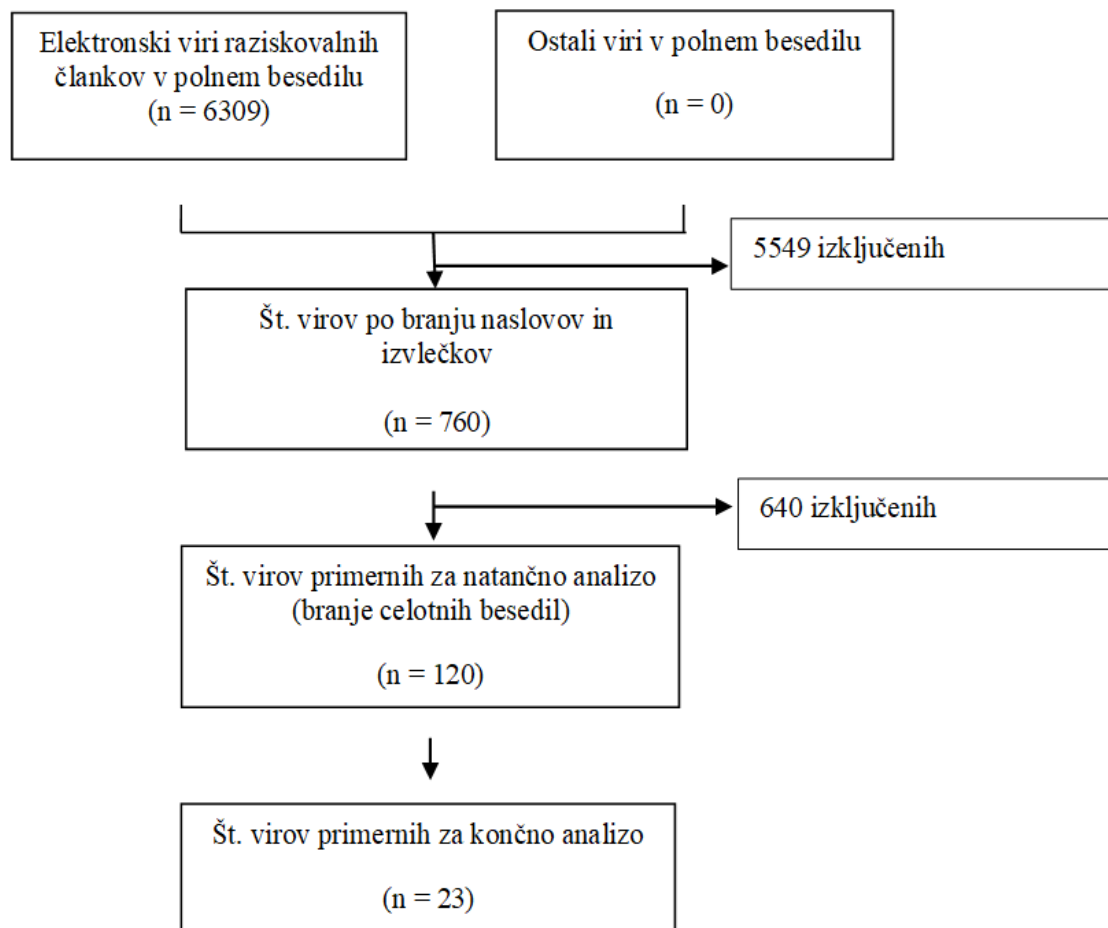 Elektronski viri raziskovalnih
člankov v polnem besedilu
(n = 6309)
Ostali viri v polnem besedilu
(n = 0)
5549 izključenih
Št. virov po branju naslovov in
izvlečkov
(n = 760)
640 izključenih
Št. virov primernih za natančno analizo
(branje celotnih besedil)
(n = 120)
Št. virov primernih za končno analizo
(n = 23)